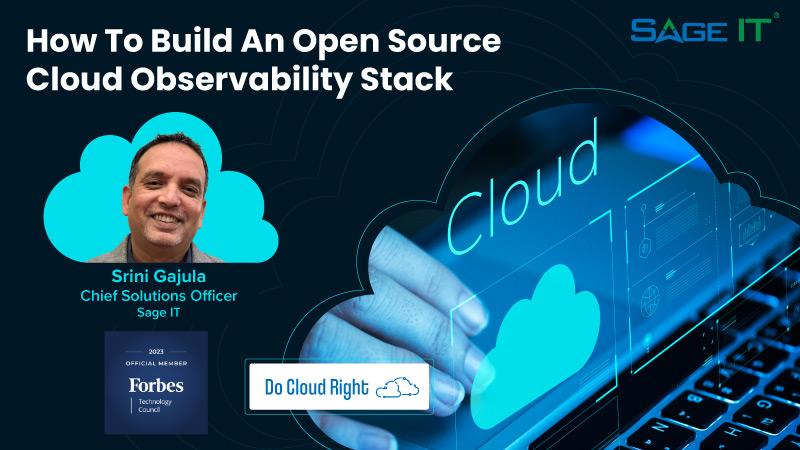 How To Build An Open Source
Cloud Observability Stack
SAGE IT®
Srini Gajula
Chief Solutions Officer
Sage IT
2023
OFFICIAL MEMBER
Forbes
Technology
Council
Do Cloud Right
Cloud